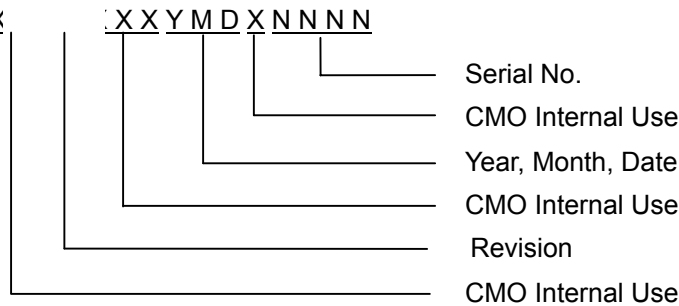 X X Y M D X N N N N
Serial No.
CMO Internal Use
Year, Month, Date
CMO Internal Use
Revision
CMO Internal Use